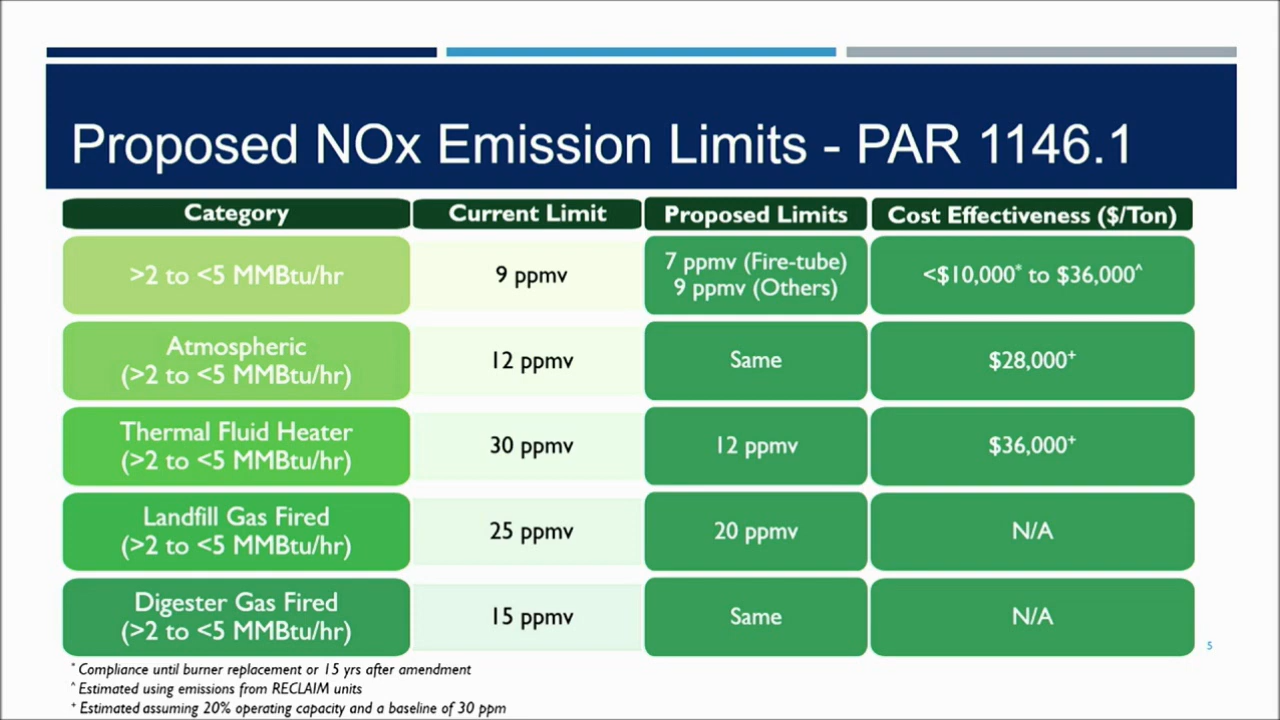 Proposed NOx Emission Limits - PAR 1146.1
Category
Current Limit
Proposed Limits
Cost Effectiveness ($/Ton)
>2 to <5 MMBtu/hr
9 ppmv
7 ppmv (Fire-tube)
9 ppmv (Others)
<$10,000* to $36,000^
Atmospheric
(>2 to <5 MMBtu/hr)
12 ppmv
Same
$28,000+
Thermal Fluid Heater
(>2 to <5 MMBtu/hr)
30 ppmv
12 ppmv
$36,000+
Landfill Gas Fired
(>2 to <5 MMBtu/hr)
25 ppmv
20 ppmv
N/A
Digester Gas Fired
(>2 to <5 MMBtu/hr)
15 ppmv
Same
N/A
5
* Compliance until burner replacement or 15 yrs after amendment
^ Estimated using emissions from RECLAIM units
+ Estimated assuming 20% operating capacity and a baseline of 30 ppm